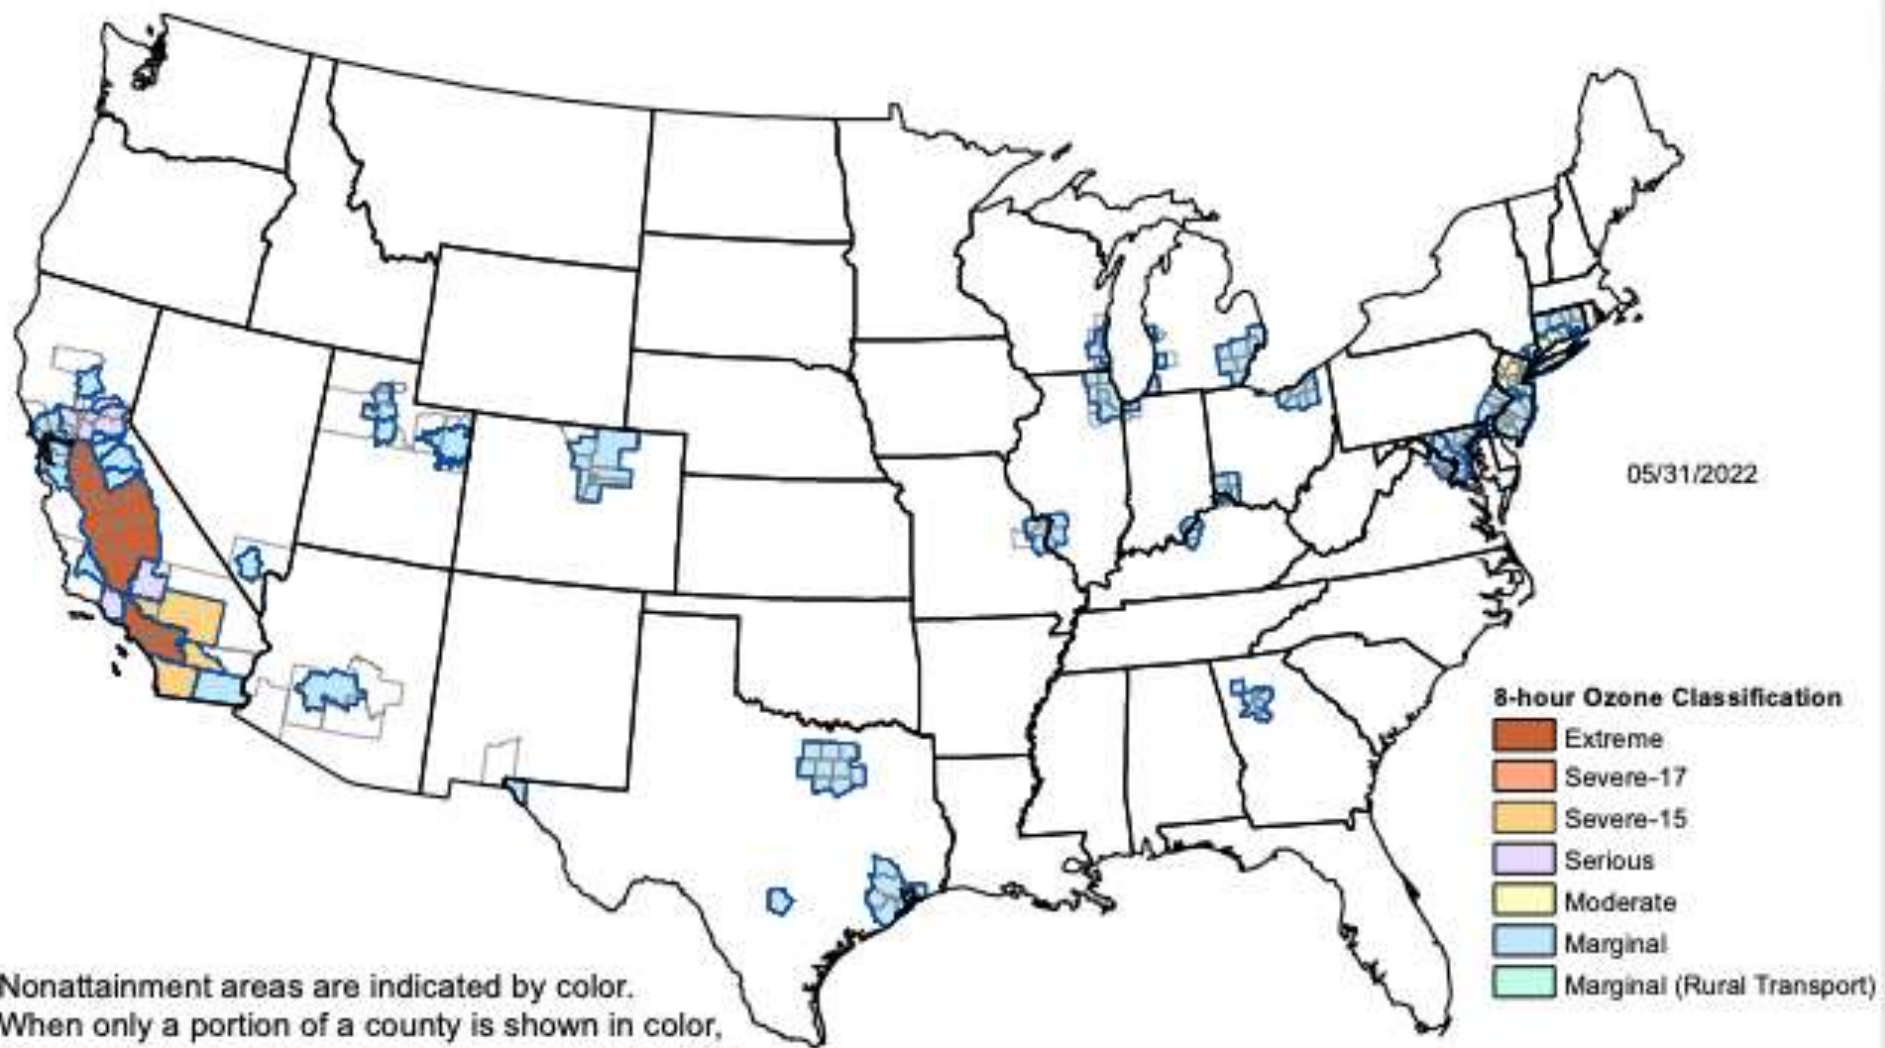 05/31/2022
8-hour Ozone Classification
Extreme
Severe-17
Severe-15
Serious
Moderate
Marginal
Marginal (Rural Transport)
Nonattainment areas are indicated by color.
When only a portion of a county is shown in color,